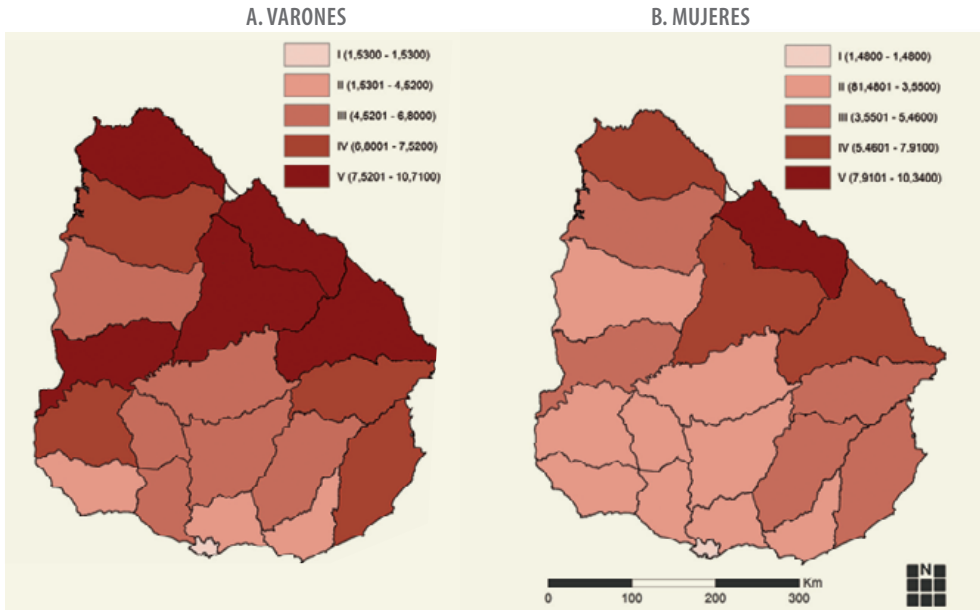 A. VARONES
I (1,5300 - 1,5300)
II (1,5301 - 4,5200)
III (4,5201 - 6,8000)
IV (6,8001 - 7,5200)
V (7,5201 - 10,7100)
B. MUJERES
I (1,4800 - 1,4800)
II (81,4801 - 3,5500)
III (3,5501 - 5,4600)
IV (5.4601 - 7.9100)
V (7,9101 - 10,3400)
Km
0 100 200 300
N